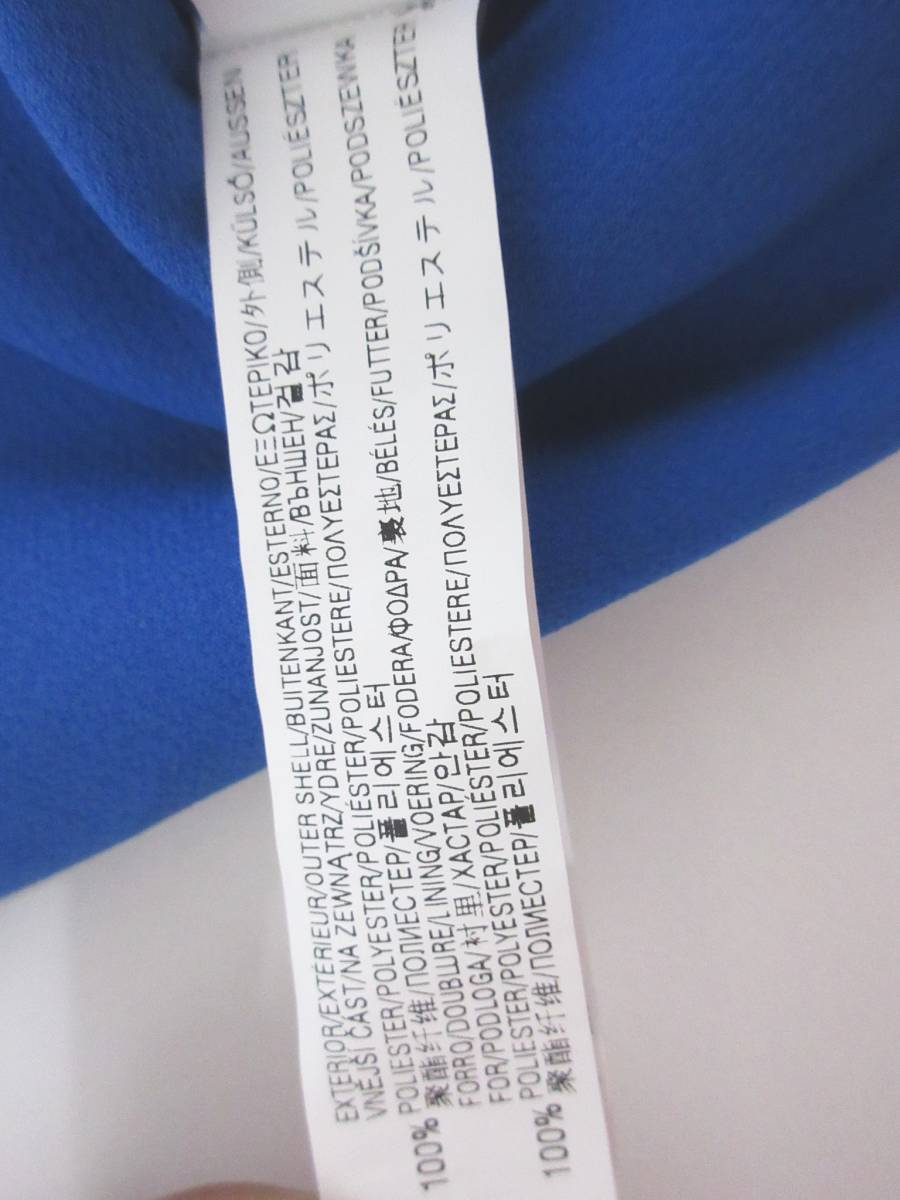 EXTERIOR/EXTÉRIEUR/OUTER SHELL/BUITENKANT/ESTERNO/ΕΞΩΤΕΡΙΚΟ/外側/KÜLSŐ/AUSSEN
VNĚJŠÍ ČÁST/NA ZEWNĄTRZ/YDRE/ZUNANJOST/面料/ВЪНШЕН/겉감
POLIESTER/POLYESTER/POLIÉSTER/POLIESTERE/ΠΟΛΥΕΣΤΕΡΑΣ/ポリエステル/POLIÉSZTER
100% 聚酯纤维/ПОЛИЕСТЕР/폴리에스터
FORRO/DOUBLURE/LINING/VOERING/FODERA/ΦΟΔΡΑ/裏地/BÉLÉS/FUTTER/PODŠÍVKA/PODSZEWKA
FOR/PODLOGA/衬里/ХАСТАР/안감
POLIESTER/POLYESTER/POLIÉSTER/POLIESTERE/ΠΟΛΥΕΣΤΕΡΑΣ/ポリエステル/POLIÉSZTER
100% 聚酯纤维/ПОЛИЕСТЕР/폴리에스터